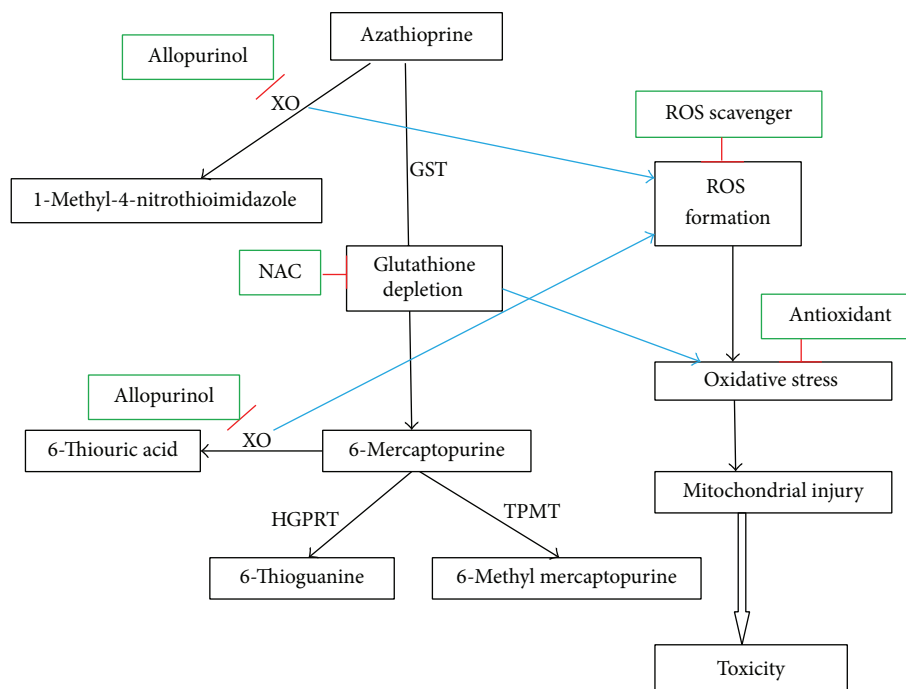 Azathioprine
Allopurinol
XO
ROS scavenger
GST
1-Methyl-4-nitrothioimidazole
ROS
formation
NAC
Glutathione
depletion
Antioxidant
Oxidative stress
Allopurinol
XO
6-Thiouric acid
6-Mercaptopurine
Mitochondrial injury
HGPRT
TPMT
6-Thioguanine
6-Methyl mercaptopurine
Toxicity